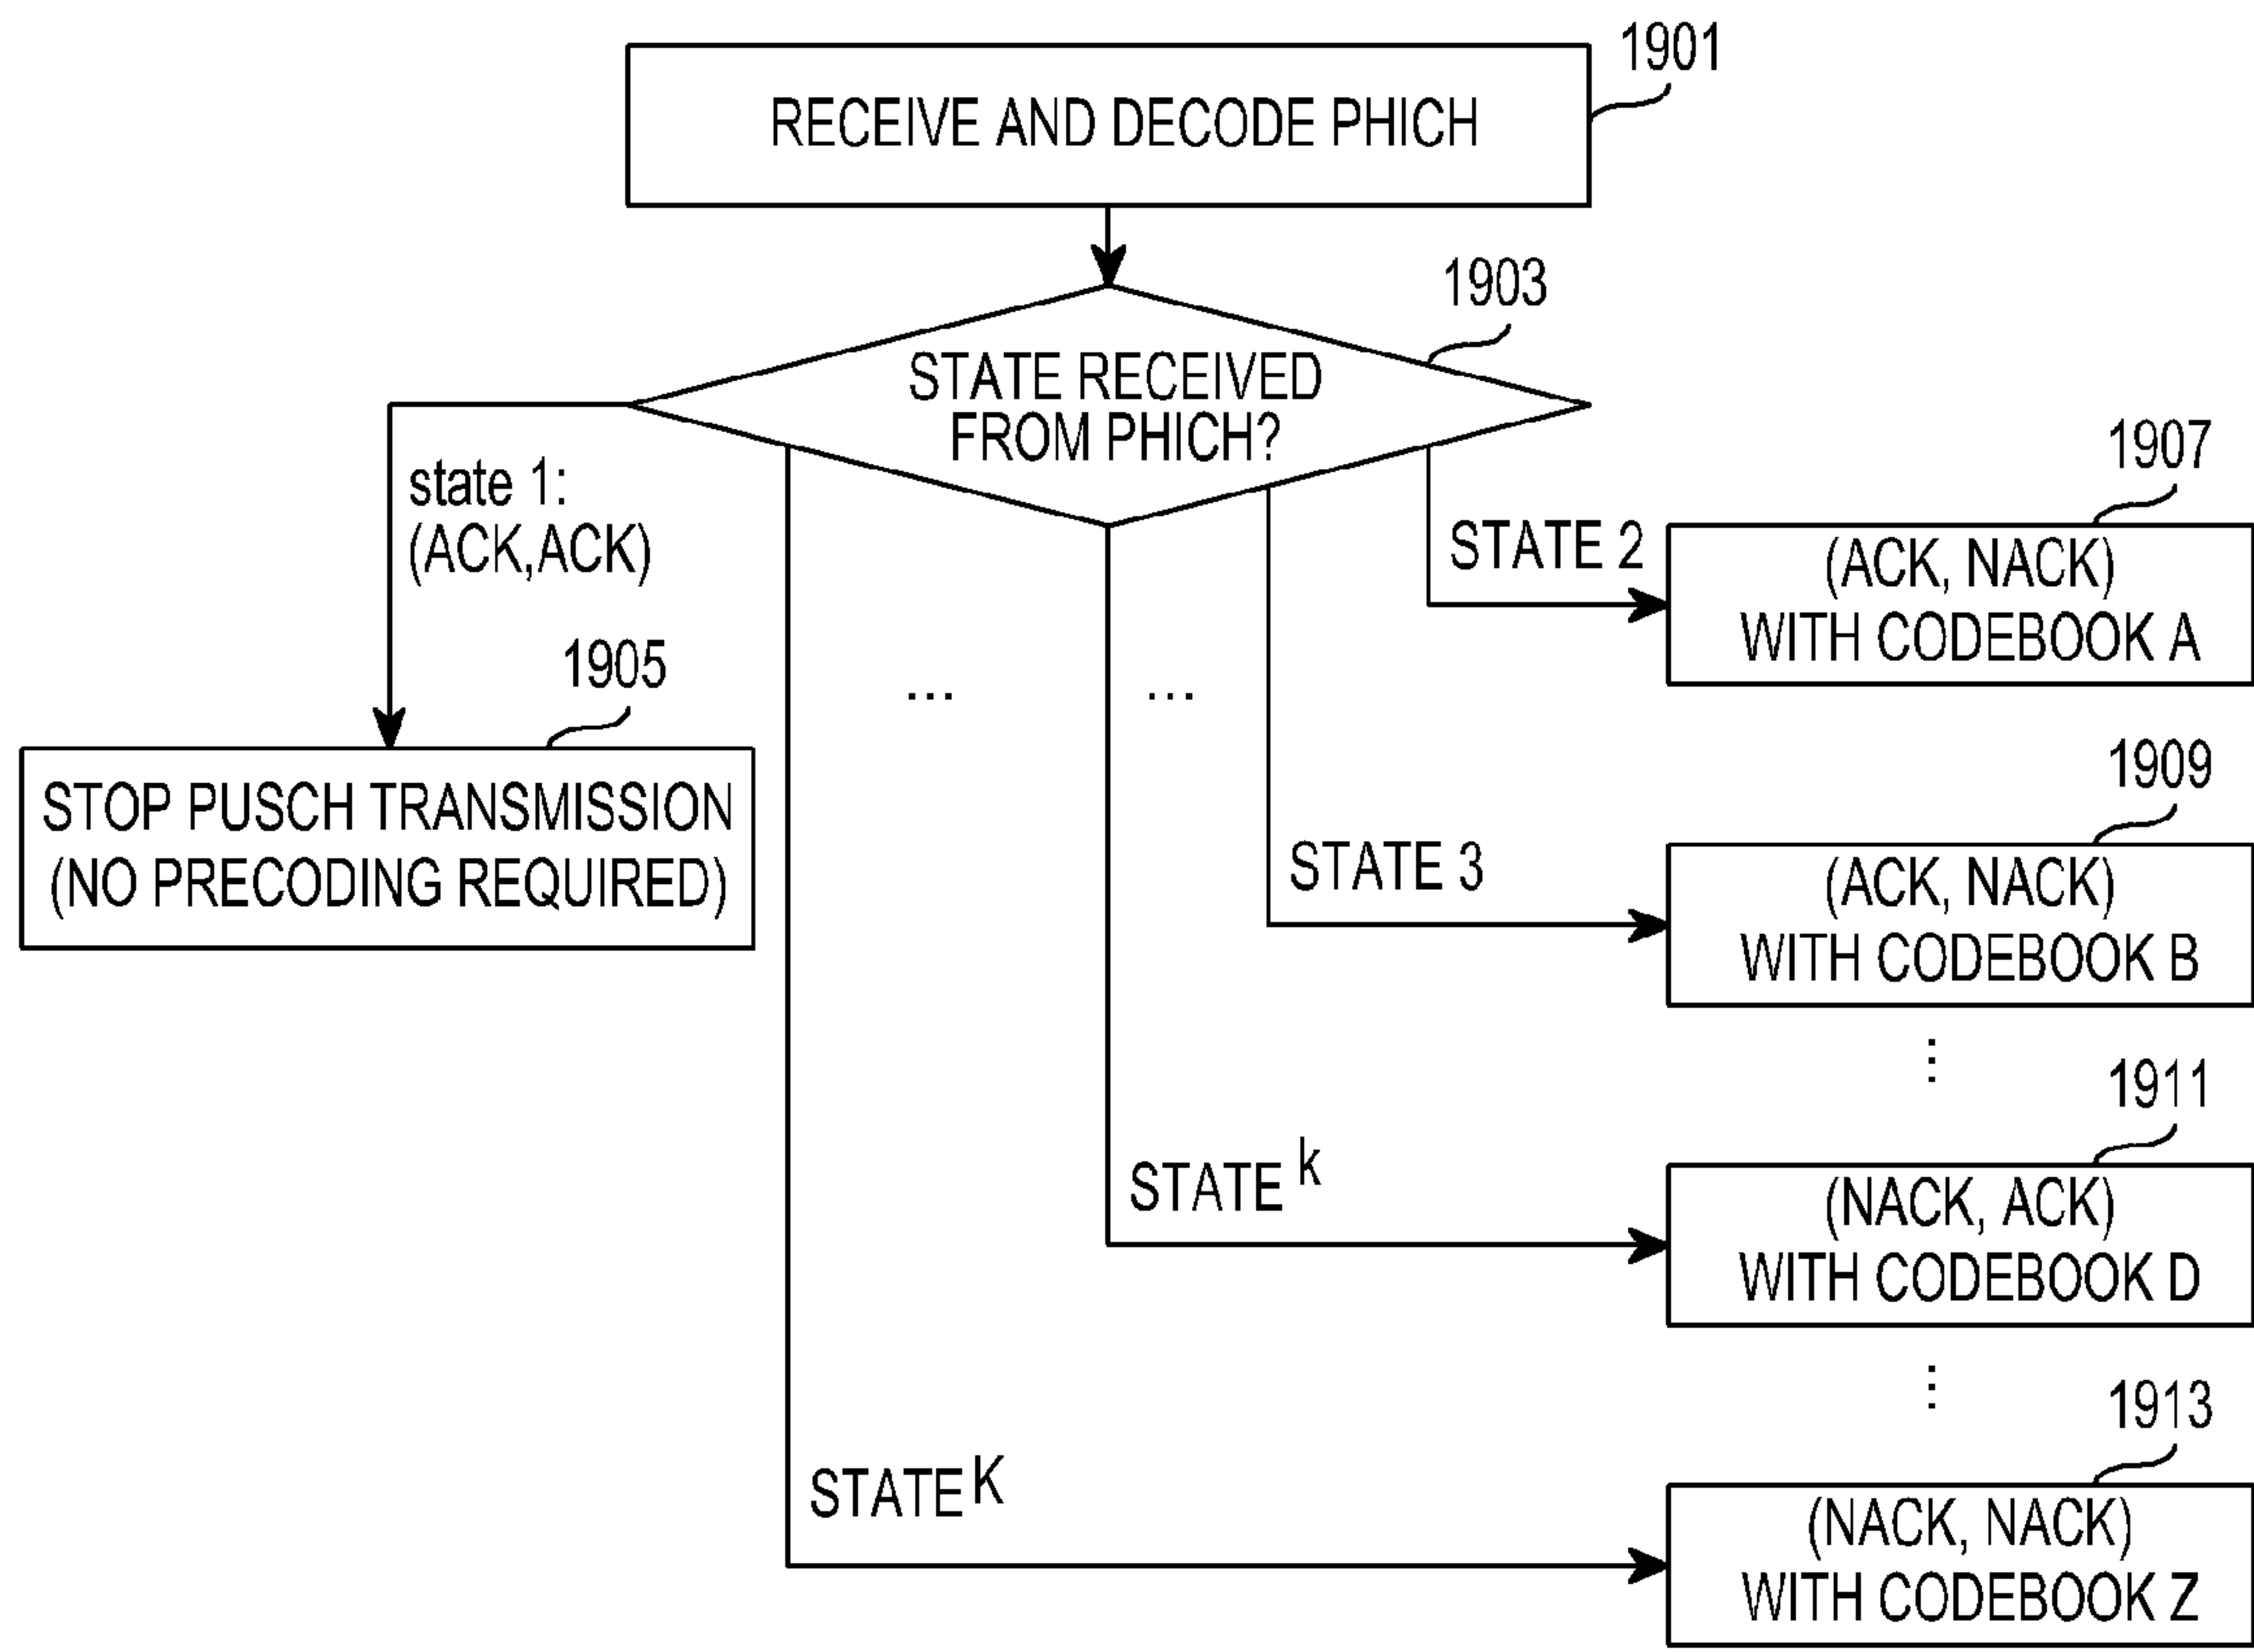 1901
RECEIVE AND DECODE PHICH
1903
STATE RECEIVED
FROM PHICH?
state 1:
(ACK,ACK)
1905
STOP PUSCH TRANSMISSION
(NO PRECODING REQUIRED)
...
...
STATE 2
1907
(ACK, NACK)
WITH CODEBOOK A
STATE 3
1909
(ACK, NACK)
WITH CODEBOOK B
...
STATE k
1911
(NACK, ACK)
WITH CODEBOOK D
...
STATE K
1913
(NACK, NACK)
WITH CODEBOOK Z